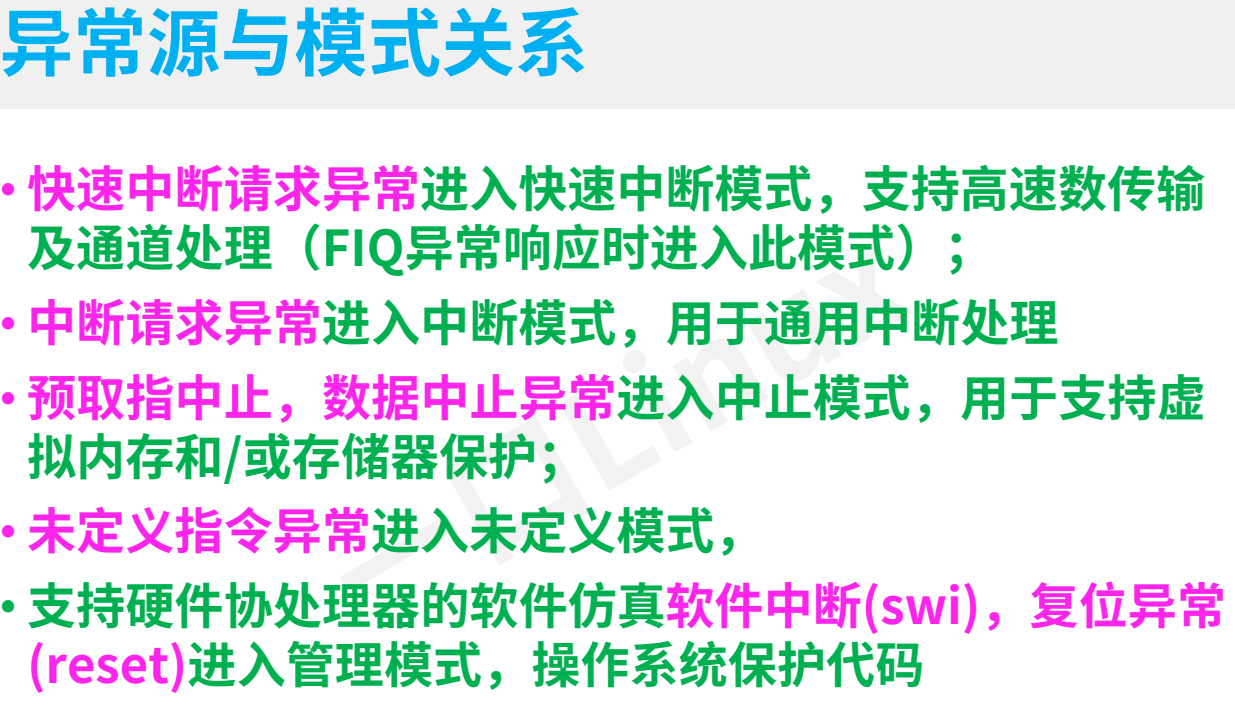 异常源与模式关系
• 快速中断请求异常进入快速中断模式，支持高速数传输
及通道处理（FIQ异常响应时进入此模式）；
• 中断请求异常进入中断模式，用于通用中断处理
• 预取指中止，数据中止异常进入中止模式，用于支持虚
拟内存和/或存储器保护；
• 未定义指令异常进入未定义模式，
• 支持硬件协处理器的软件仿真软件中断(swi)，复位异常
(reset)进入管理模式，操作系统保护代码
一口Linux